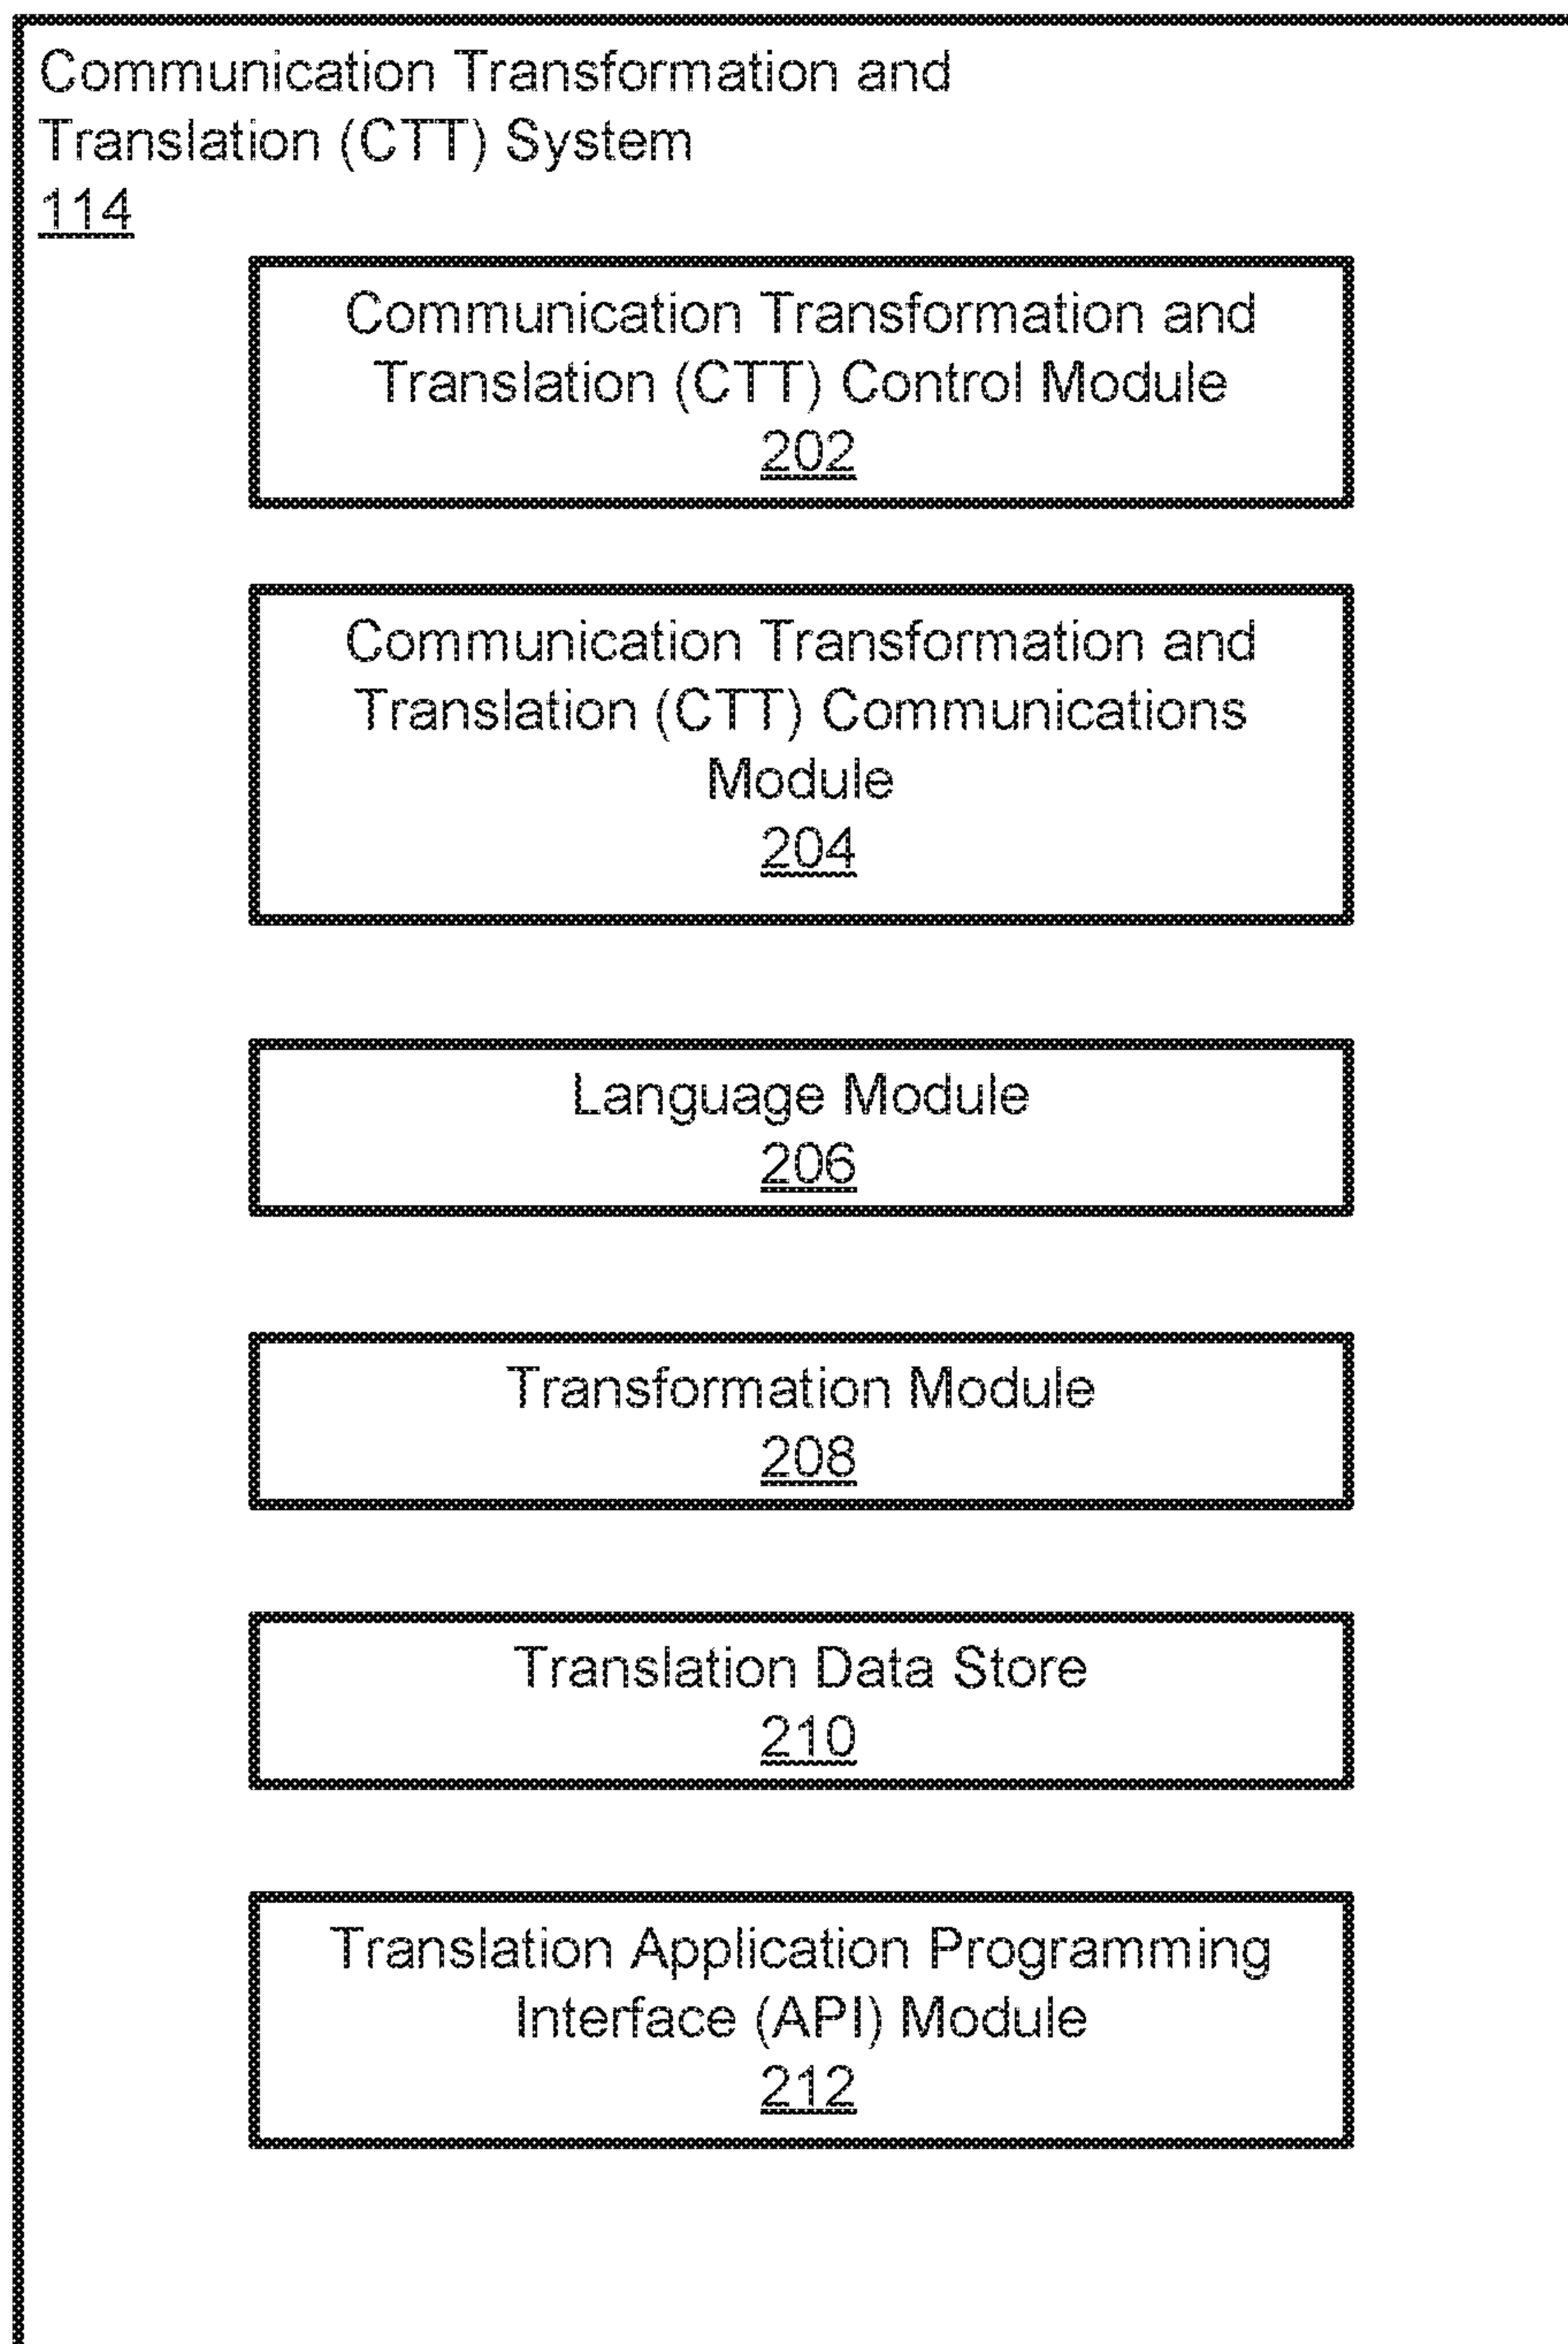 Communication Transformation and
Translation (CTT) System
114
Communication Transformation and
Translation (CTT) Control Module
202
Communication Transformation and
Translation (CTT) Communications
Module
204
Language Module
206
Transformation Module
208
Translation Data Store
210
Translation Application Programming
Interface (API) Module
212